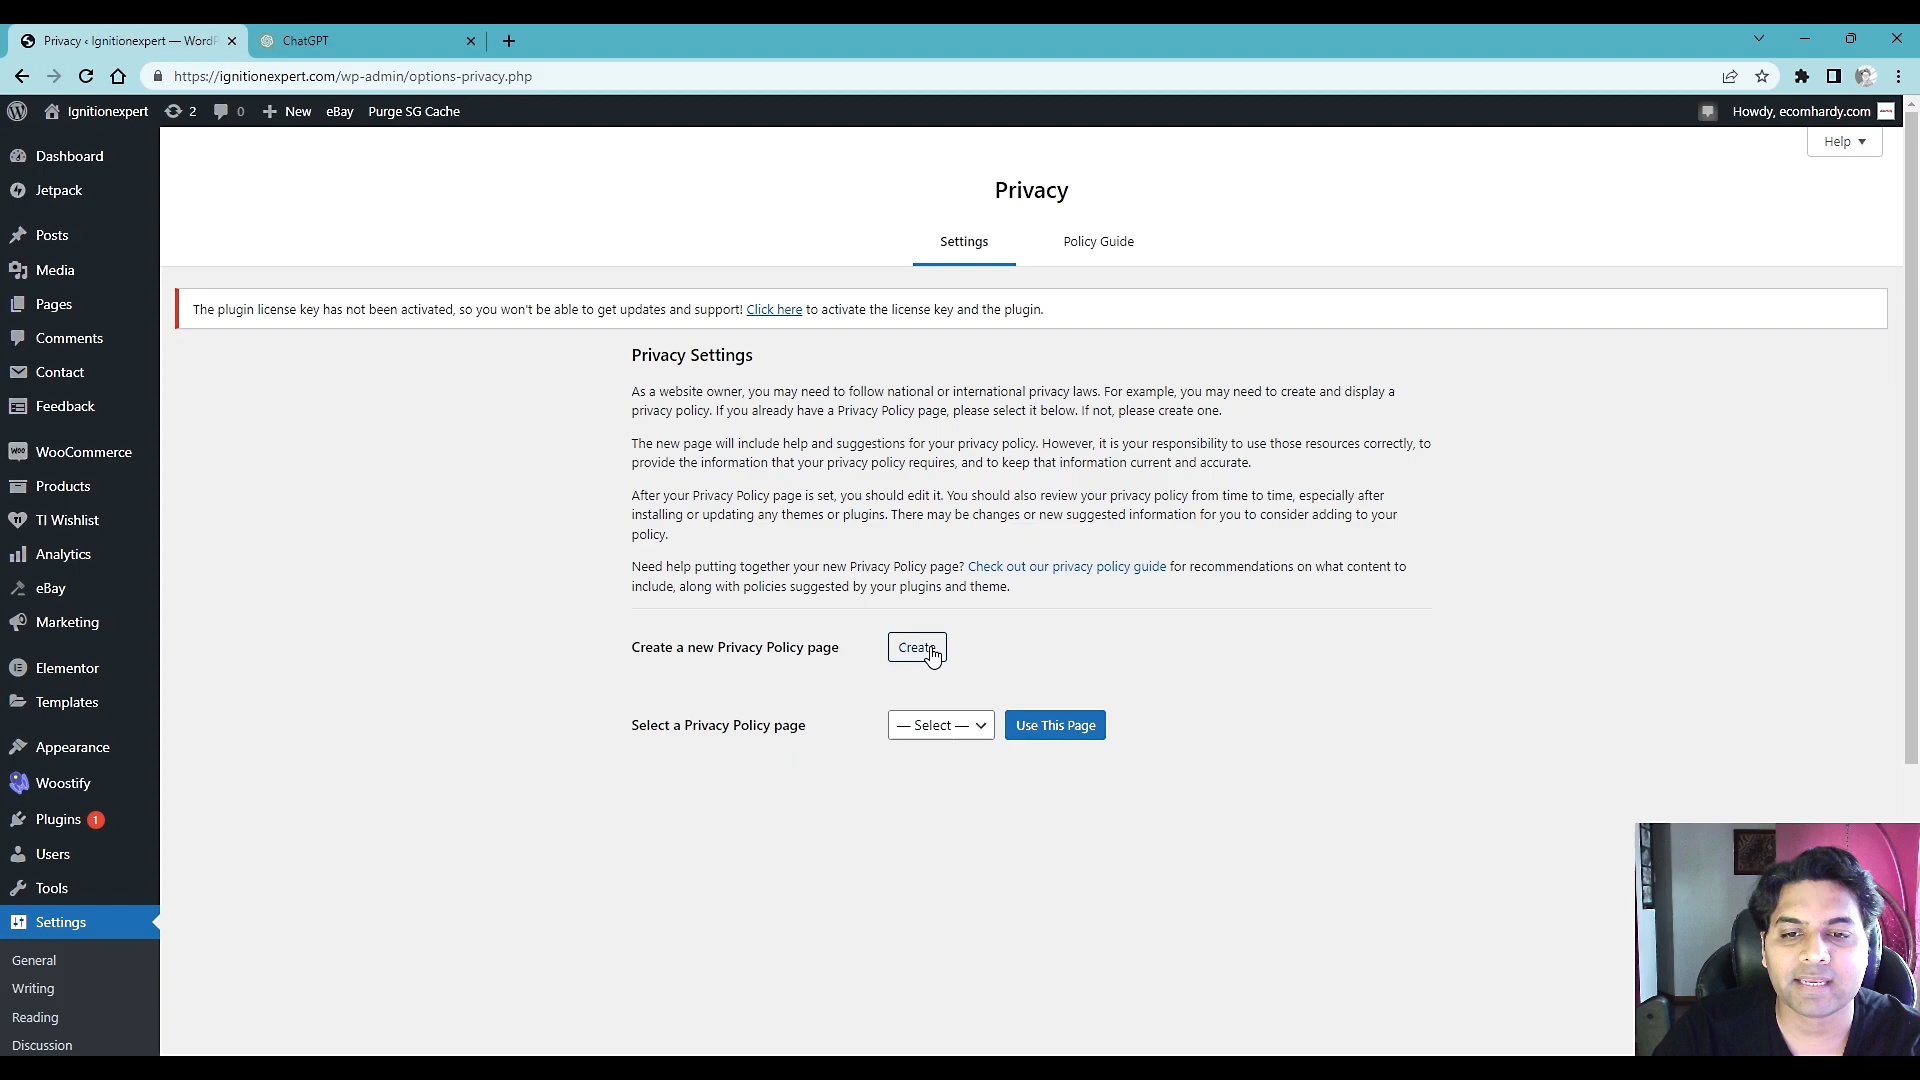 Privacy ‹ Ignitionexpert — WordP
ChatGPT
https://ignitionexpert.com/wp-admin/options-privacy.php
Ignitionexpert
2
0
New
eBay
Purge SG Cache
Howdy, ecomhardy.com
Help
Dashboard
Jetpack
Posts
Media
Pages
Comments
Contact
Feedback
WooCommerce
Products
TI Wishlist
Analytics
eBay
Marketing
Elementor
Templates
Appearance
Woostify
Plugins 1
Users
Tools
Settings
General
Writing
Reading
Discussion
Privacy
Settings
Policy Guide
The plugin license key has not been activated, so you won't be able to get updates and support! Click here to activate the license key and the plugin.
Privacy Settings
As a website owner, you may need to follow national or international privacy laws. For example, you may need to create and display a
privacy policy. If you already have a Privacy Policy page, please select it below. If not, please create one.
The new page will include help and suggestions for your privacy policy. However, it is your responsibility to use those resources correctly, to
provide the information that your privacy policy requires, and to keep that information current and accurate.
After your Privacy Policy page is set, you should edit it. You should also review your privacy policy from time to time, especially after
installing or updating any themes or plugins. There may be changes or new suggested information for you to consider adding to your
policy.
Need help putting together your new Privacy Policy page? Check out our privacy policy guide for recommendations on what content to
include, along with policies suggested by your plugins and theme.
Create a new Privacy Policy page
Create
Select a Privacy Policy page
— Select —
Use This Page